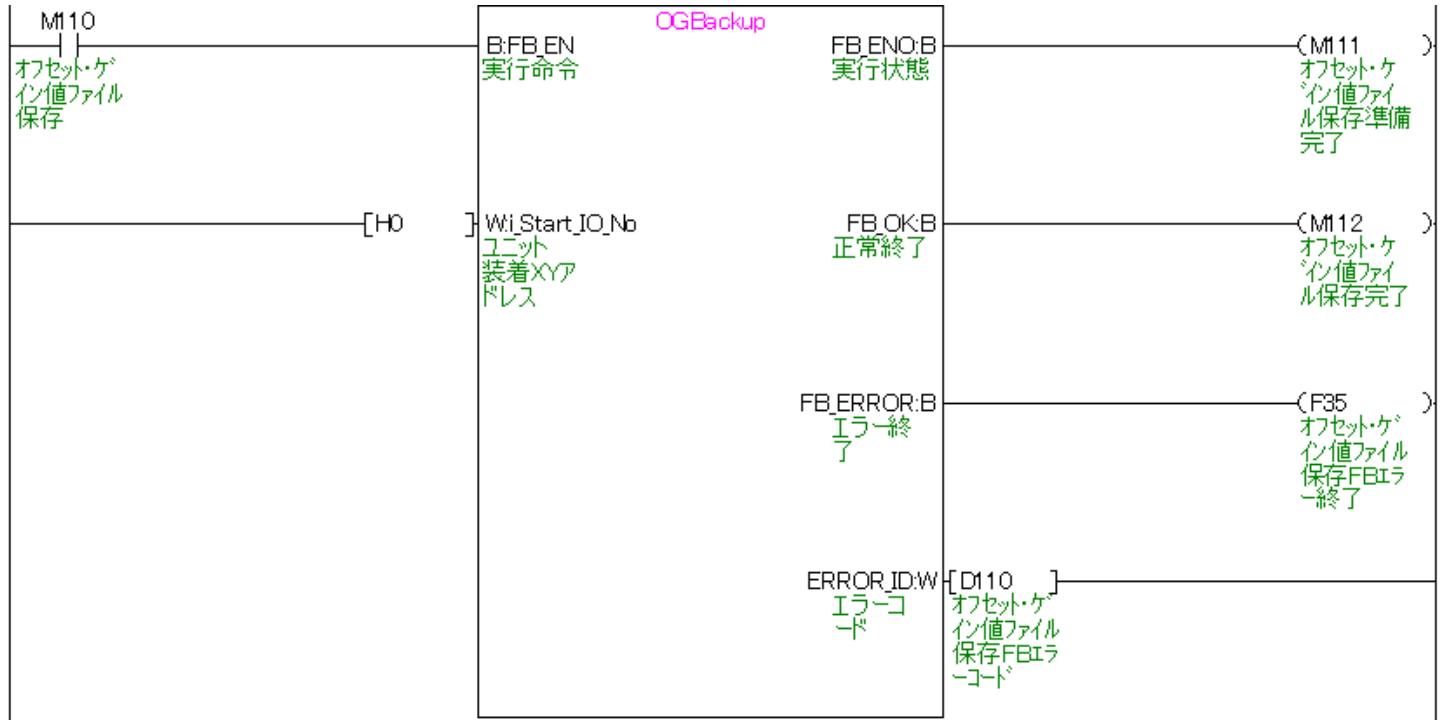 M110
オフセット・ゲ
イン値ファイル
保存
OGBackup
B:FB_EN
実行命令
FB_ENO:B
実行状態
M111
オフセット・ケ
゙イン値ファイ
ル保存準備
完了
[H0 ]
W:i_Start_IO_No
ユニット
装着XYア
ドレス
FB_OK:B
正常終了
M112
オフセット・ケ
゙イン値ファイ
ル保存完了
FB_ERROR:B
エラー終
了
F35
オフセット・ゲ
イン値ファイル
保存FBエラ
ー終了
ERROR_ID:W
エラーコ
ード
[D110 ]
オフセット・ゲ
イン値ファイル
保存FBエラ
ーコード